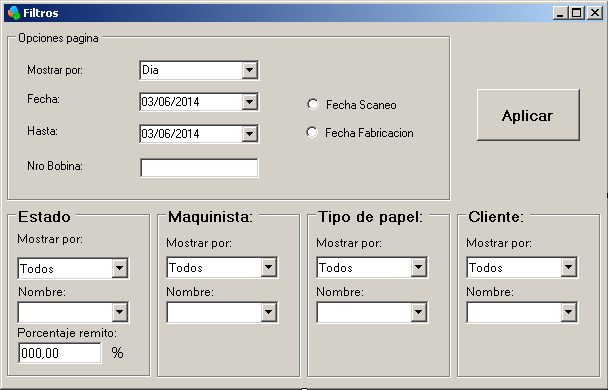 Filtros
Opciones pagina
Mostrar por: Dia
Fecha: 03/06/2014 Fecha Scaneo
Hasta: 03/06/2014 Fecha Fabricacion
Nro Bobina:
Aplicar
Estado
Mostrar por:
Todos
Nombre:
Porcentaje remito:
000,00 %
Maquinista:
Mostrar por:
Todos
Nombre:
Tipo de papel:
Mostrar por:
Todos
Nombre:
Cliente:
Mostrar por:
Todos
Nombre: